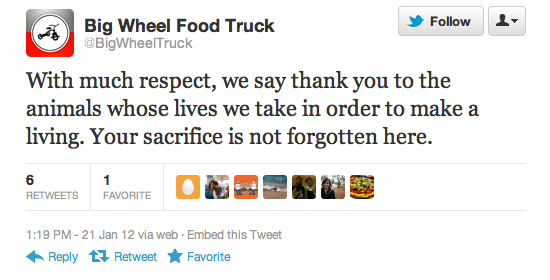 Big Wheel Food Truck
@BigWheelTruck
Follow
With much respect, we say thank you to the
animals whose lives we take in order to make a
living. Your sacrifice is not forgotten here.
6
RETWEETS
1
FAVORITE
1:19 PM - 21 Jan 12 via web · Embed this Tweet
Reply Retweet Favorite